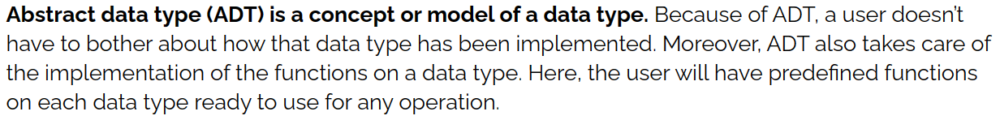 Abstract data type (ADT) is a concept or model of a data type. Because of ADT, a user doesn't
have to bother about how that data type has been implemented. Moreover, ADT also takes care of
the implementation of the functions on a data type. Here, the user will have predefined functions
on each data type ready to use for any operation.